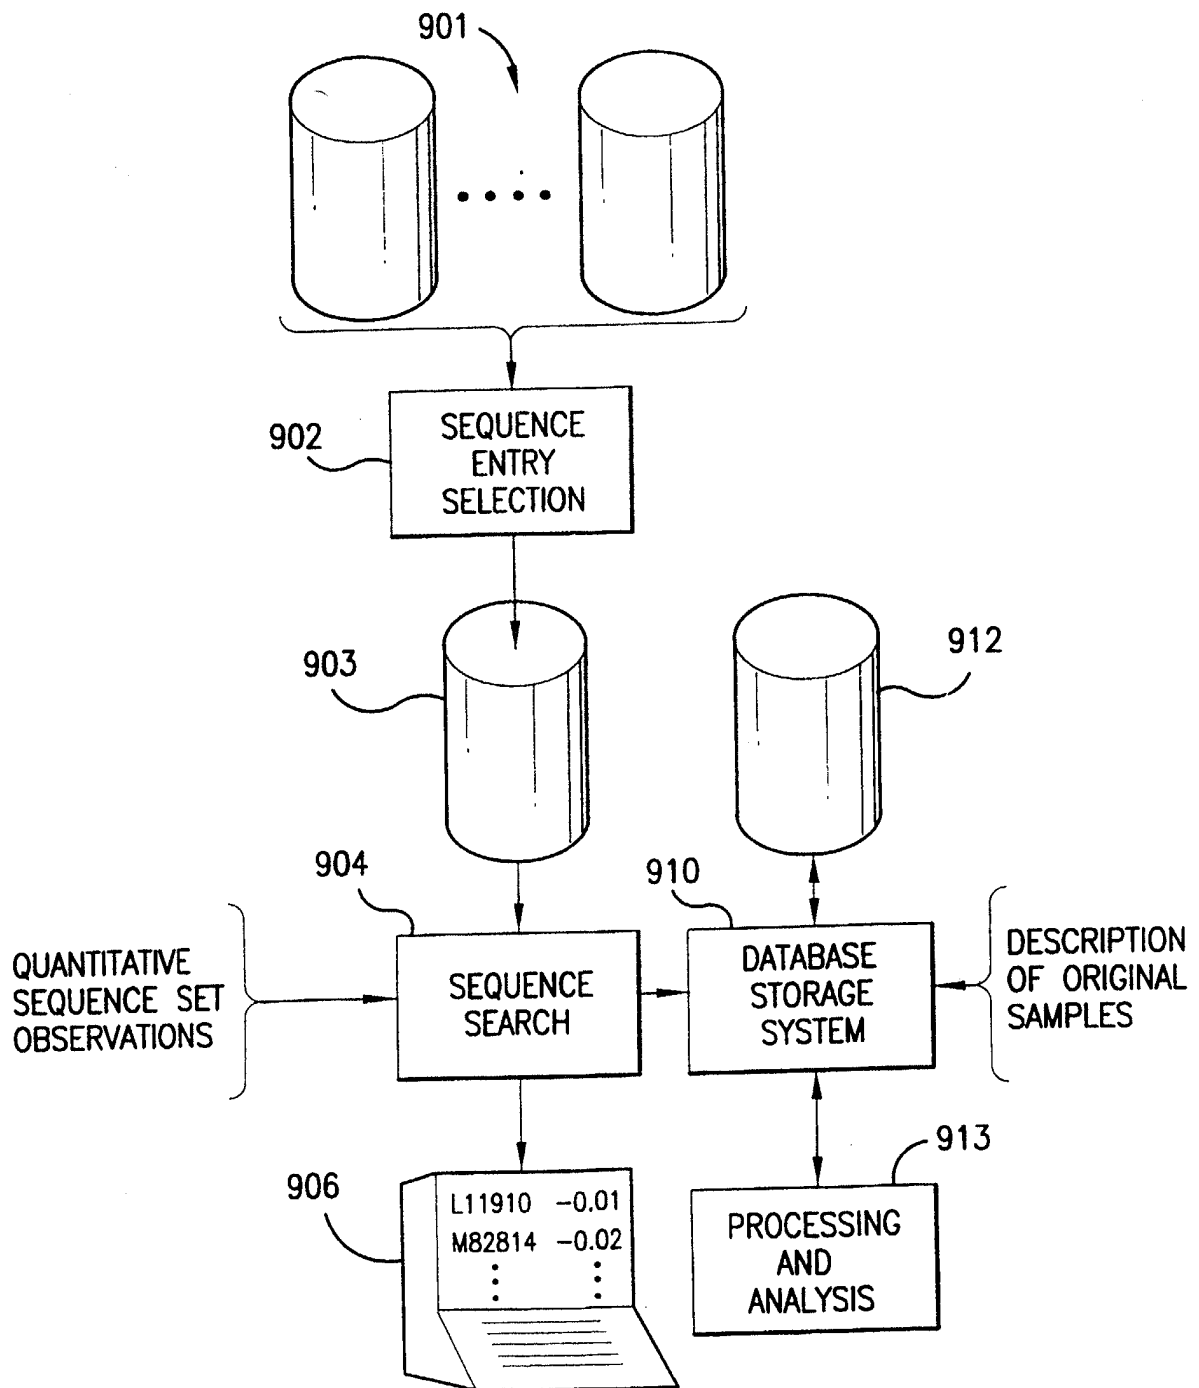 901
902
SEQUENCE
ENTRY
SELECTION
903
912
904
910
QUANTITATIVE
SEQUENCE SET
OBSERVATIONS
SEQUENCE
SEARCH
DATABASE
STORAGE
SYSTEM
DESCRIPTION
OF ORIGINAL
SAMPLES
906
L11910 -0.01
M82814 -0.02
913
PROCESSING
AND
ANALYSIS